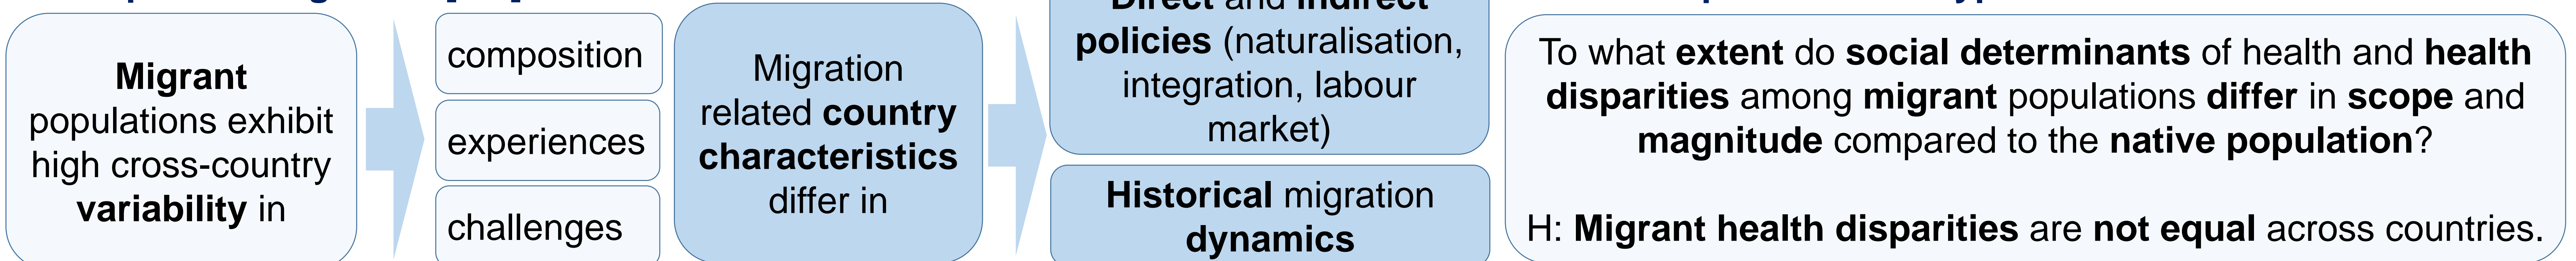 Migrant
populations exhibit
high cross-country
variability in
composition
experiences
challenges
Migration
related country
characteristics
differ in
Direct and indirect
policies (naturalisation,
integration, labour
market)
Historical migration
dynamics
To what extent do social determinants of health and health
disparities among migrant populations differ in scope and
magnitude compared to the native population?
H: Migrant health disparities are not equal across countries.